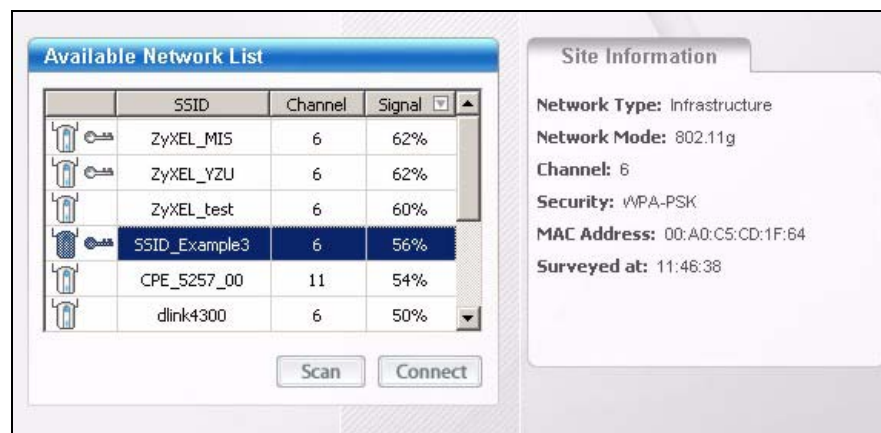 Available Network List
SSID Channel Signal
ZyXEL_MIS 6 62%
ZyXEL_YZU 6 62%
ZyXEL_test 6 60%
SSID_Example3 6 56%
CPE_5257_00 11 54%
dlink4300 6 50%
Scan Connect
Site Information
Network Type: Infrastructure
Network Mode: 802.11g
Channel: 6
Security: WPA-PSK
MAC Address: 00:A0:C5:CD:1F:64
Surveyed at: 11:46:38